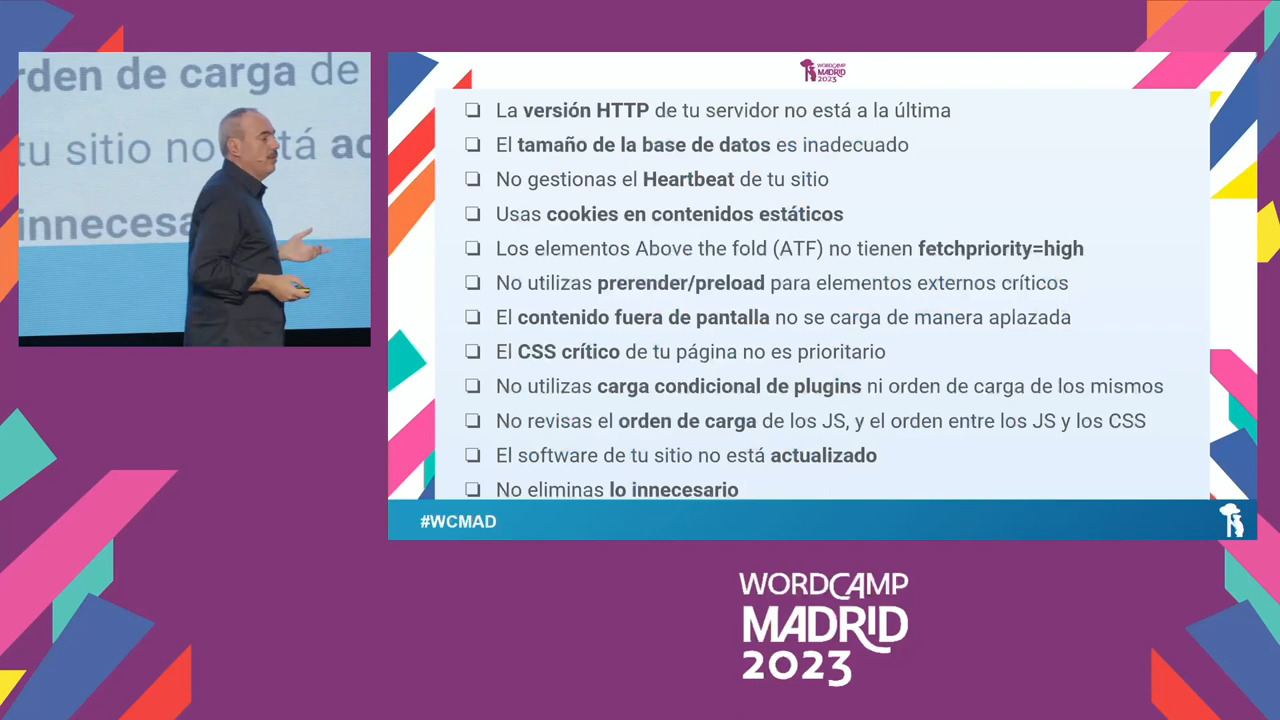 rden de carga de
tu sitio no está ac
innecesa
WORDCAMP
MADRID
2023
❏ La versión HTTP de tu servidor no está a la última
❏ El tamaño de la base de datos es inadecuado
❏ No gestionas el Heartbeat de tu sitio
❏ Usas cookies en contenidos estáticos
❏ Los elementos Above the fold (ATF) no tienen fetchpriority=high
❏ No utilizas prerender/preload para elementos externos críticos
❏ El contenido fuera de pantalla no se carga de manera aplazada
❏ El CSS crítico de tu página no es prioritario
❏ No utilizas carga condicional de plugins ni orden de carga de los mismos
❏ No revisas el orden de carga de los JS, y el orden entre los JS y los CSS
❏ El software de tu sitio no está actualizado
❏ No eliminas lo innecesario
#WCMAD
WORDCAMP
MADRID
2023